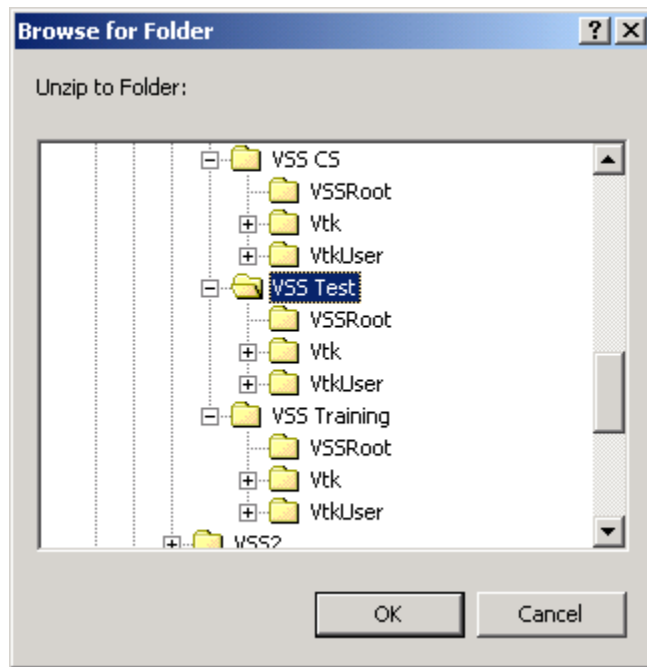 Browse for Folder
Unzip to Folder:
VSS CS
VSSRoot
Vtk
VtkUser
VSS Test
VSSRoot
Vtk
VtkUser
VSS Training
VSSRoot
Vtk
VtkUser
VSS2
OK Cancel